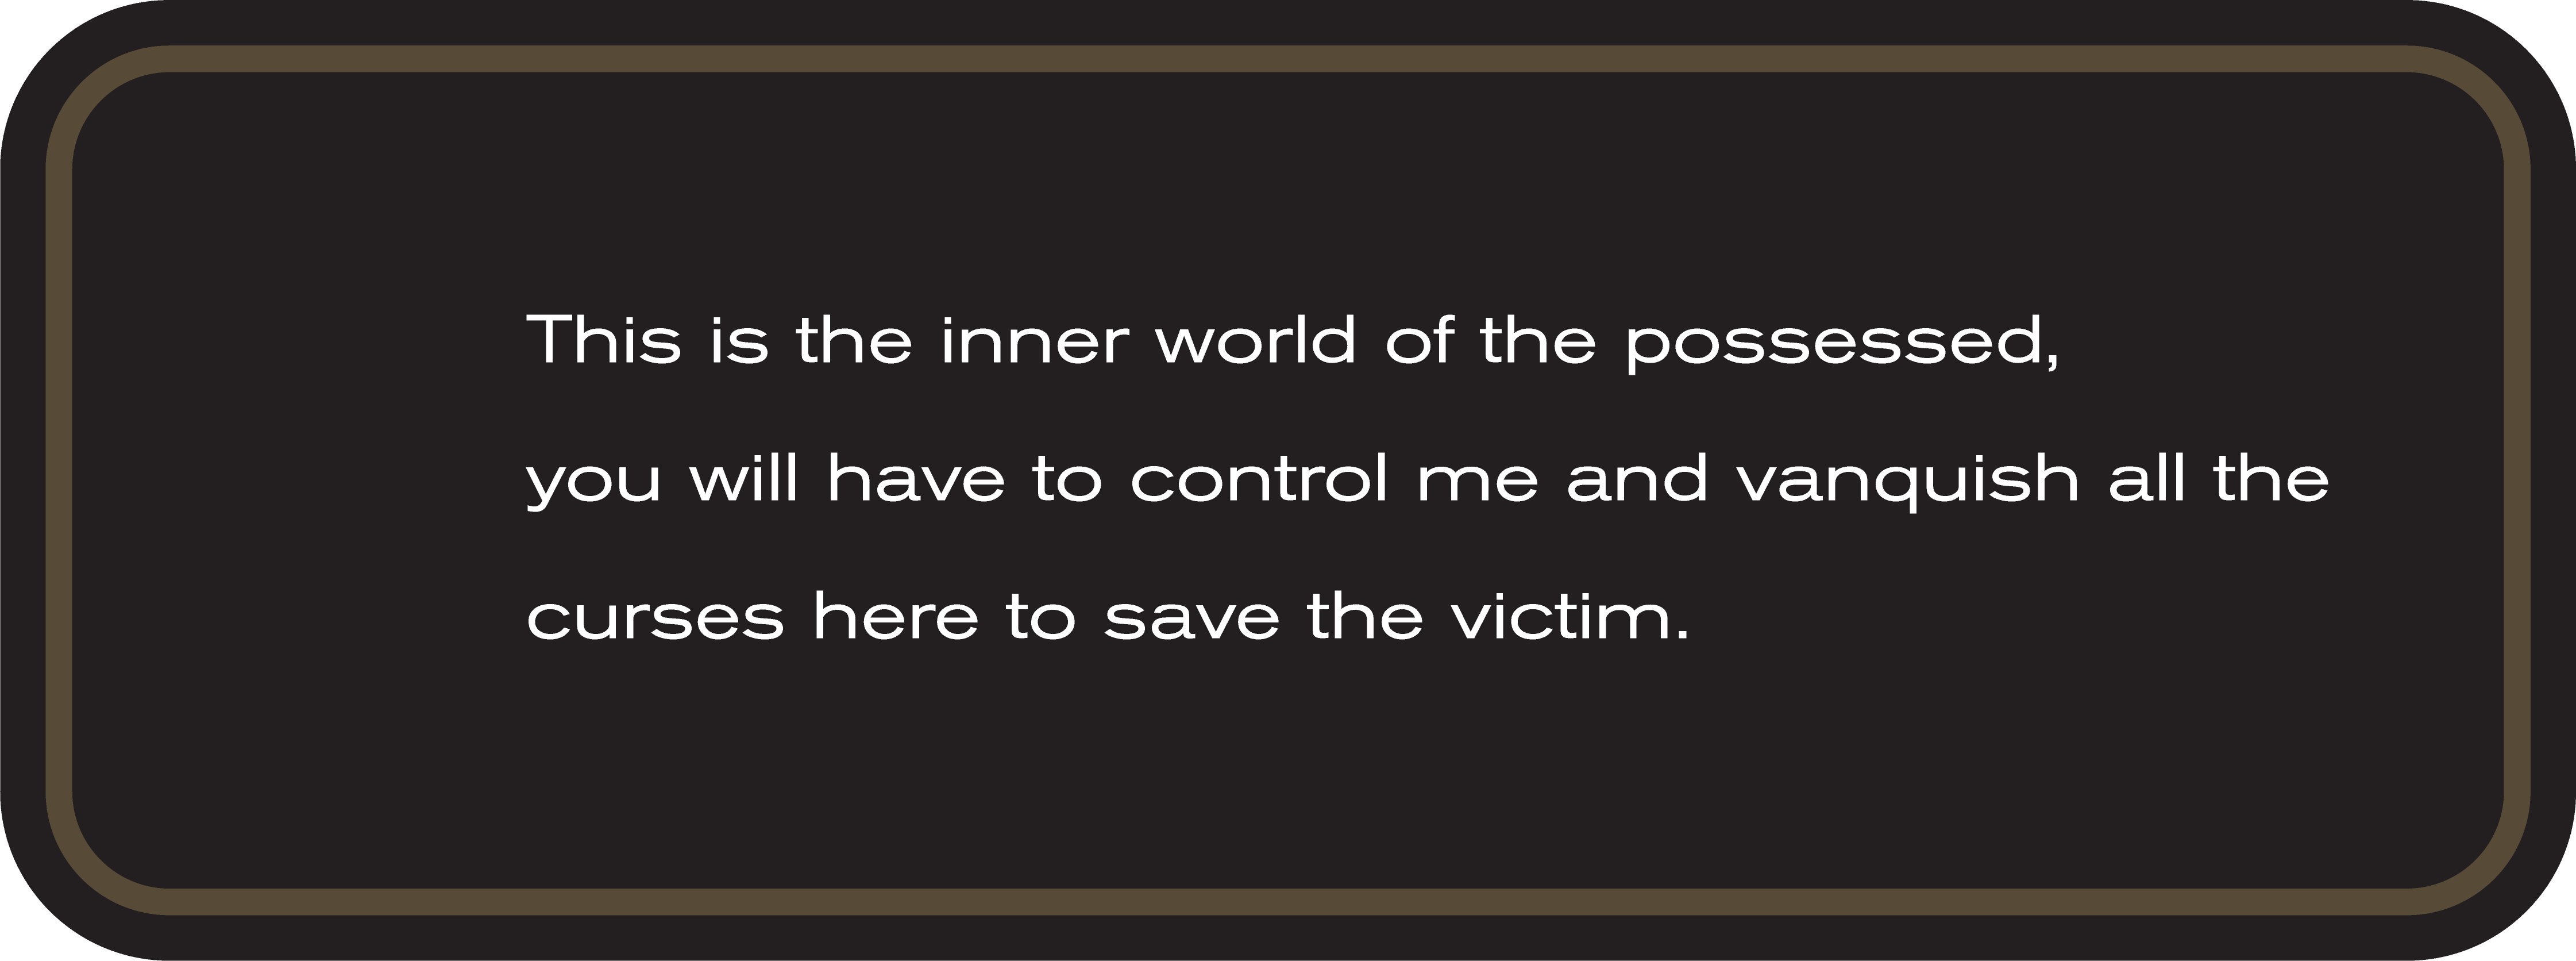 This is the inner world of the possessed,
you will have to control me and vanquish all the
curses here to save the victim.